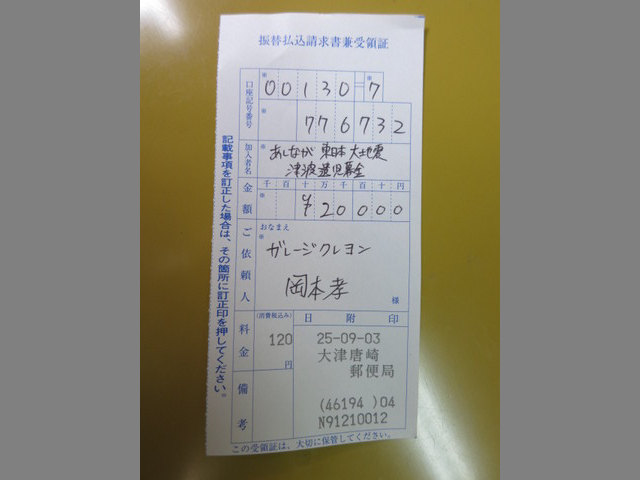 振替払込請求書兼受領証
口座記号番号
※ 00130 = ※ 7
※ 776732
加入者名
※ あしなが 東日本大地震
津波遺児募金
金額
千 百 十 万 千 百 十 円
※ ¥20000
ご依頼人
おなまえ
※ ガレージクレヨン
岡本孝
様
料金
(消費税込み)
120
円
日附印
25-09-03
大津唐崎
郵便局
(46194 )04
N91210012
備考
記載事項を訂正した場合は、その箇所に訂正印を押してください。
この受領証は、大切に保管してください。